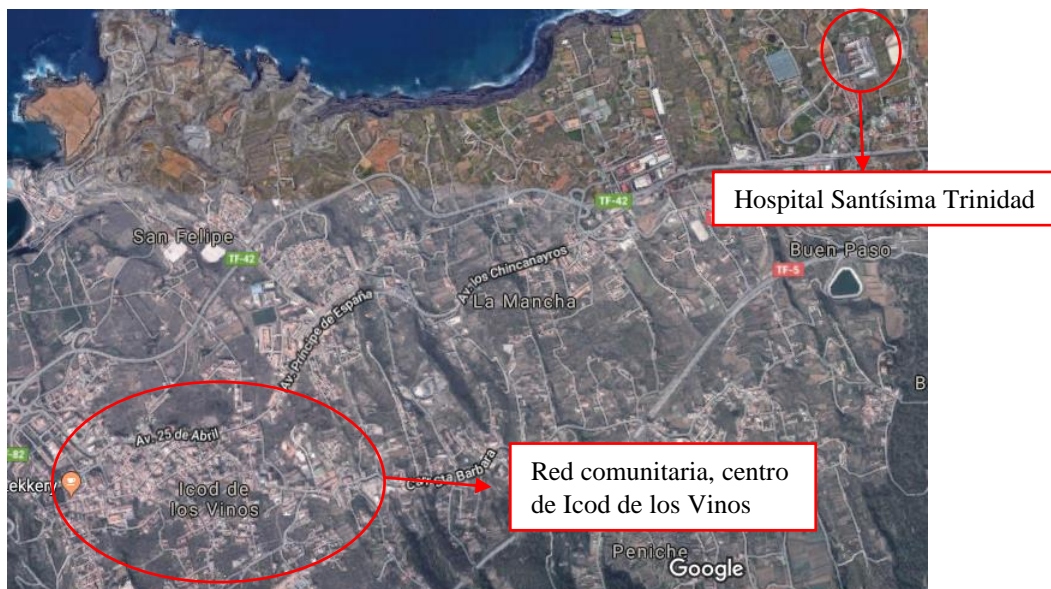 TF-42
Hospital Santísima Trinidad
San Felipe
TF-42
Buen Paso
Av. los Chincanayros
TF-5
La Mancha
Av. Príncipe de España
Av. 25 de Abril
Icod de
los Vinos
Red comunitaria, centro
de Icod de los Vinos
Peniche
Google